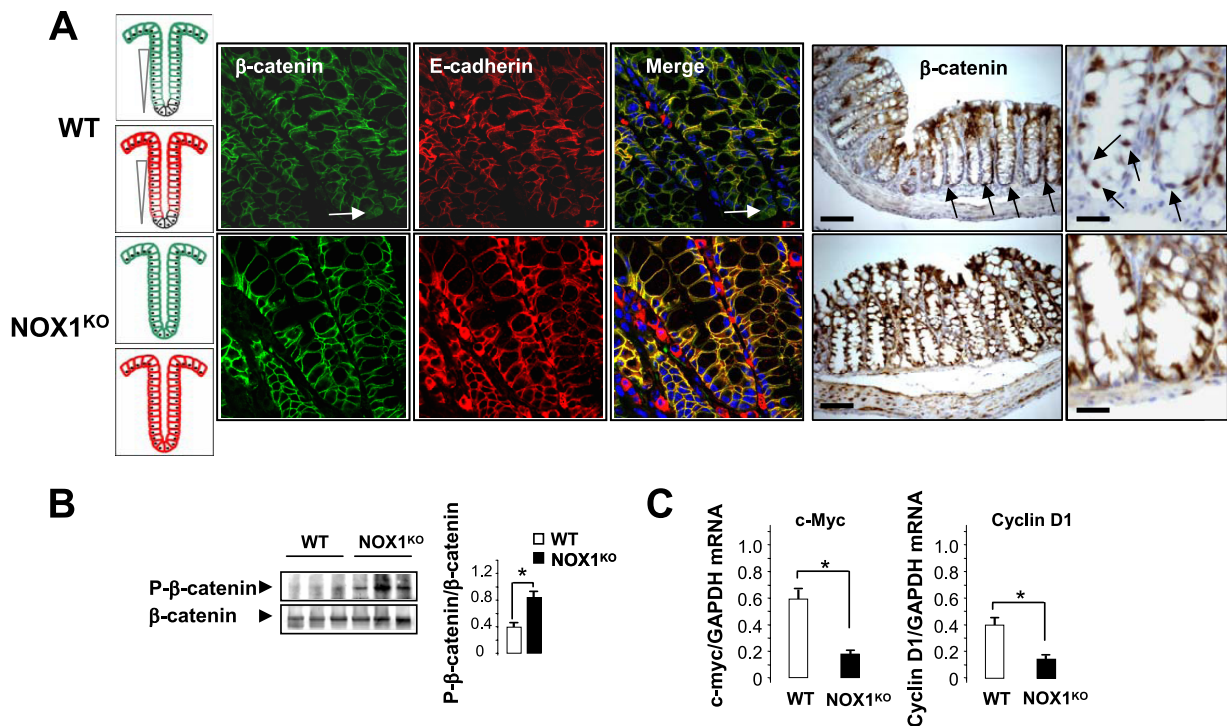 A
WT
NOX1KO
β-catenin
E-cadherin
Merge
β-catenin
B
WT NOX1KO
P-β-catenin
β-catenin
P-β-catenin/β-catenin
1.2
0.8
0.4
0
*
WT
NOX1KO
C
c-Myc
c-myc/GAPDH mRNA
1.0
0.8
0.6
0.4
0.2
0
*
WT NOX1KO
Cyclin D1
Cyclin D1/GAPDH mRNA
1.0
0.8
0.6
0.4
0.2
0
*
WT NOX1KO